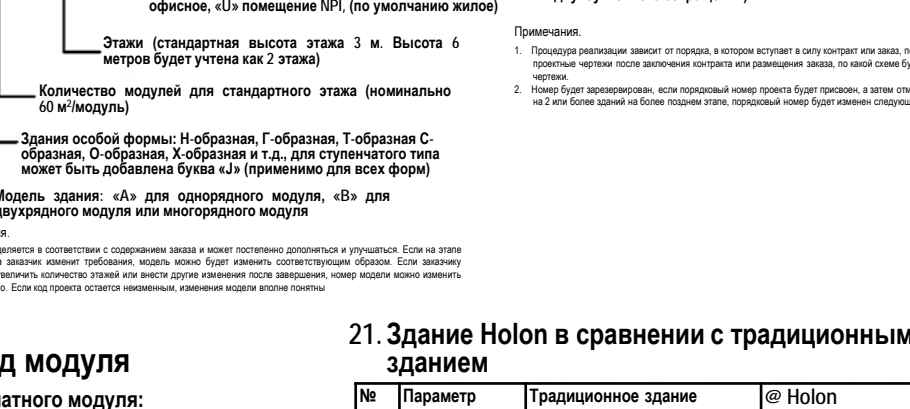 офисное, «U» помещение NPI, (по умолчанию жилое)
Этажи (стандартная высота этажа 3 м. Высота 6
метров будет учтена как 2 этажа)
Количество модулей для стандартного этажа (номинально
60 м²/модуль)
Здания особой формы: Н-образная, Г-образная, Т-образная С-
образная, О-образная, Х-образная и т.д., для ступенчатого типа
может быть добавлена буква «J» (применимо для всех форм)
Модель здания: «А» для однорядного модуля, «В» для
двухрядного модуля или многорядного модуля
в соответствии с содержанием заказа и может постепенно дополняться и улучшаться. Если на этапе
заказчик изменит требования, модель можно будет изменить соответствующим образом. Если заказчику
увеличить количество этажей или внести другие изменения после завершения, номер модели можно изменить
Если код проекта остается неизменным, изменения модели вполне понятны
Примечания.
1. Процедура реализации зависит от порядка, в котором вступает в силу контракт или заказ,
проектные чертежи после заключения контракта или размещения заказа, по какой схеме
чертежи.
2. Номер будет зарезервирован, если порядковый номер проекта будет присвоен, а затем
на 2 или более зданий на более позднем этапе, порядковый номер будет изменен
д модуля
атного модуля:
21. Здание Holon в сравнении с традиционным
зданием
№ Параметр Традиционное здание @ Holon